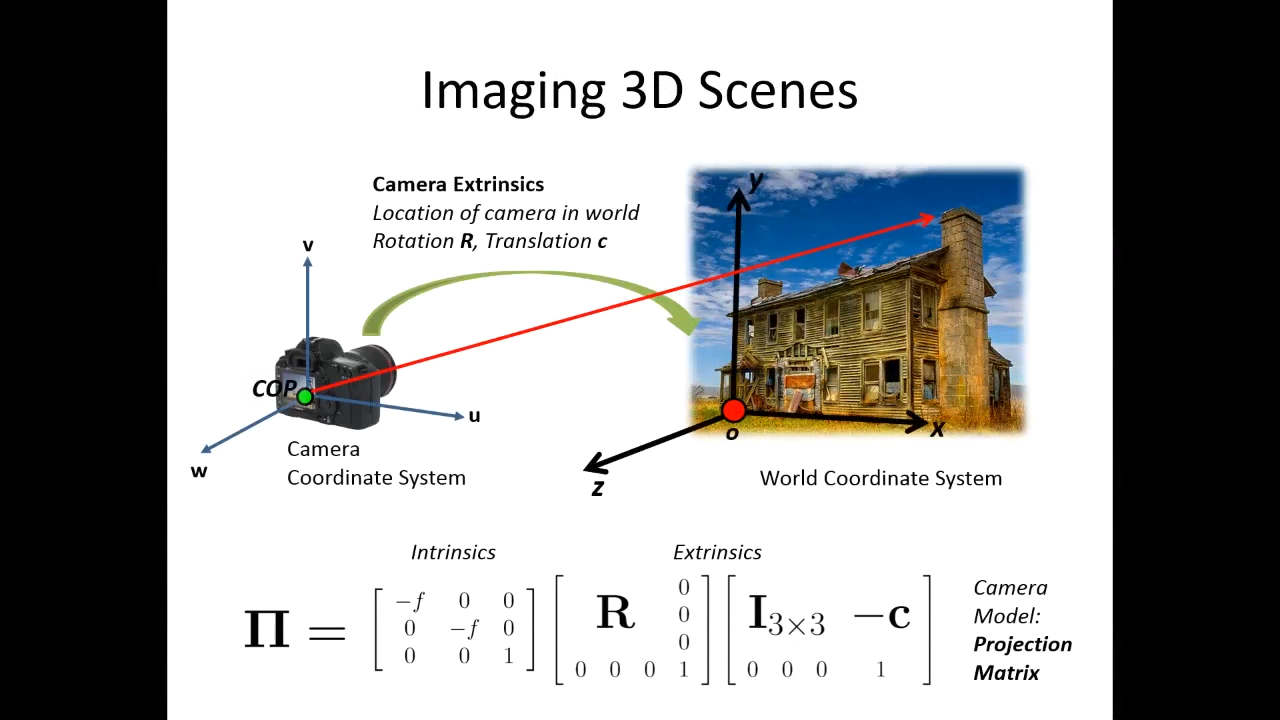 Imaging 3D Scenes
Camera Extrinsics
Location of camera in world
Rotation R, Translation c
v
y
COP
u
w
Camera
Coordinate System
o
x
z
World Coordinate System
Intrinsics
Extrinsics
Π = [ −f 0 0 ] [ R 0 ] [ I3×3 −c ]
0 −f 0 0
0 0 1 0
0 0 0 1 0 0 0 1
Camera
Model:
Projection
Matrix